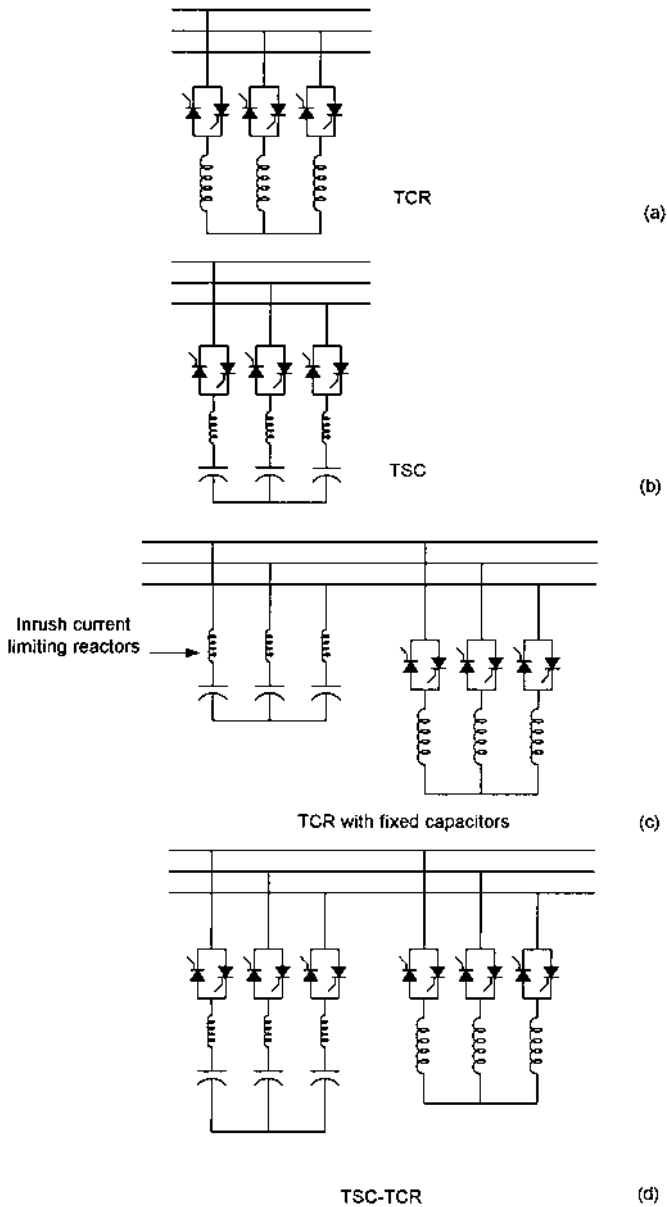 TCR
(a)
TSC
(b)
Inrush current
limiting reactors
TCR with fixed capacitors
(c)
TSC-TCR
(d)